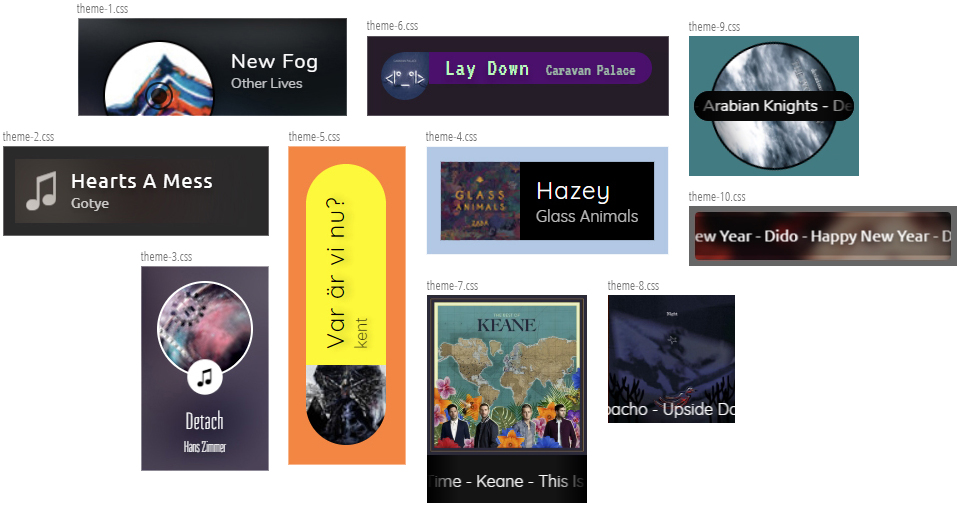 theme-1.css
New Fog
Other Lives
theme-6.css
Lay Down Caravan Palace
theme-9.css
Arabian Knights - De
theme-2.css
Hearts A Mess
Gotye
theme-5.css
Var är vi nu?
kent
theme-4.css
GLASS
ANIMALS
ZABA
Hazey
Glass Animals
theme-10.css
ew Year - Dido - Happy New Year - D
theme-3.css
Detach
Hans Zimmer
theme-7.css
THE BEST OF
KEANE
Time - Keane - This Is
theme-8.css
pacho - Upside Do